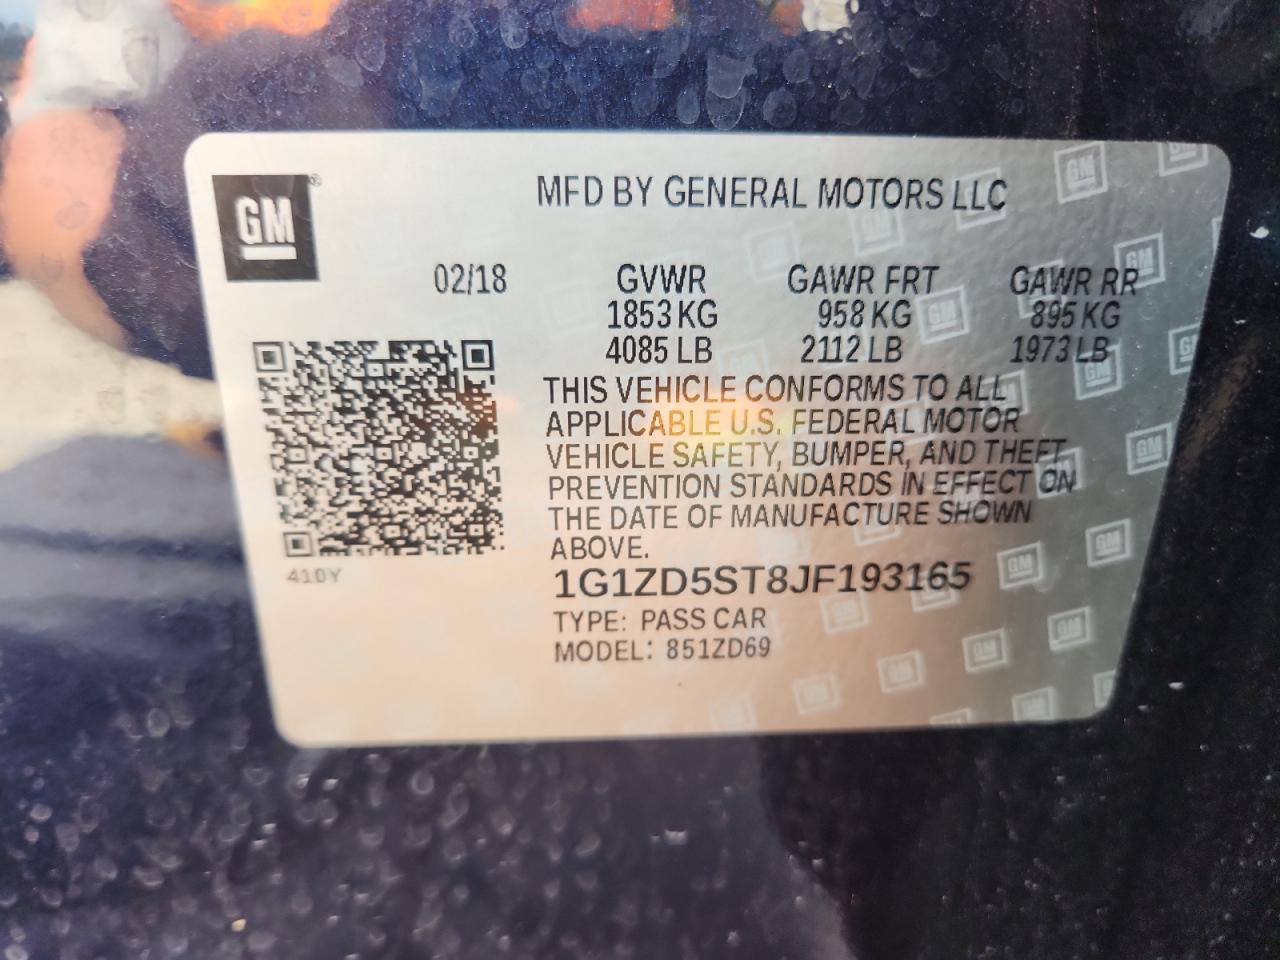 GM®
MFD BY GENERAL MOTORS LLC
02/18 GVWR GAWR FRT GAWR RR
1853 KG 958 KG 895 KG
4085 LB 2112 LB 1973 LB
THIS VEHICLE CONFORMS TO ALL
APPLICABLE U.S. FEDERAL MOTOR
VEHICLE SAFETY, BUMPER, AND THEFT
PREVENTION STANDARDS IN EFFECT ON
THE DATE OF MANUFACTURE SHOWN
ABOVE.
410Y
1G1ZD5ST8JF193165
TYPE: PASS CAR
MODEL: 851ZD69